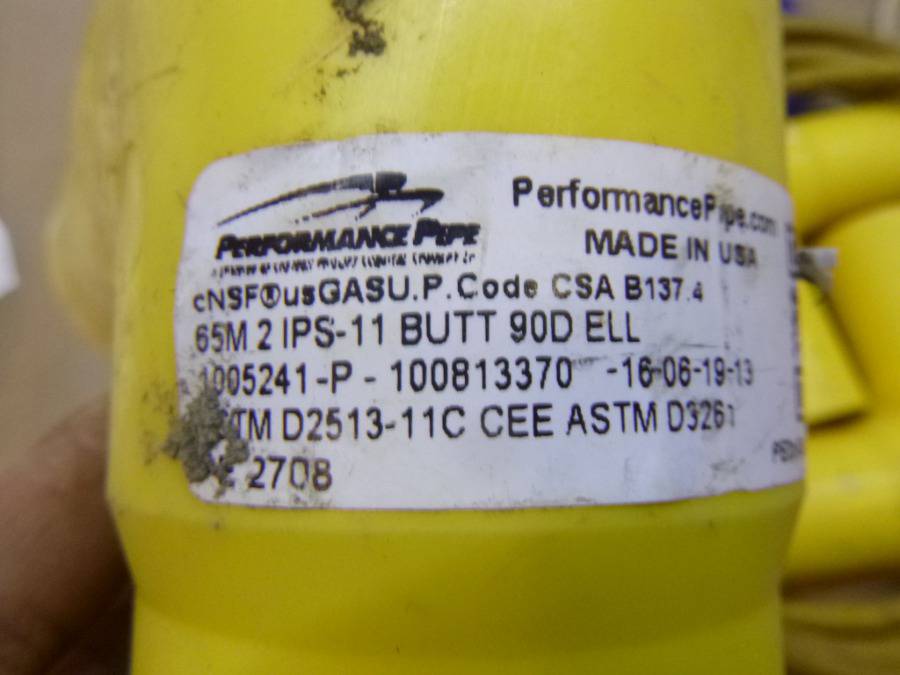 PerformancePipe.com
MADE IN USA
PERFORMANCE PIPE
cNSF®usGASU.P.Code CSA B137.4
65M 2 IPS-11 BUTT 90D ELL
1005241-P - 100813370 -16-06-19-13
TM D2513-11C CEE ASTM D3261
2708